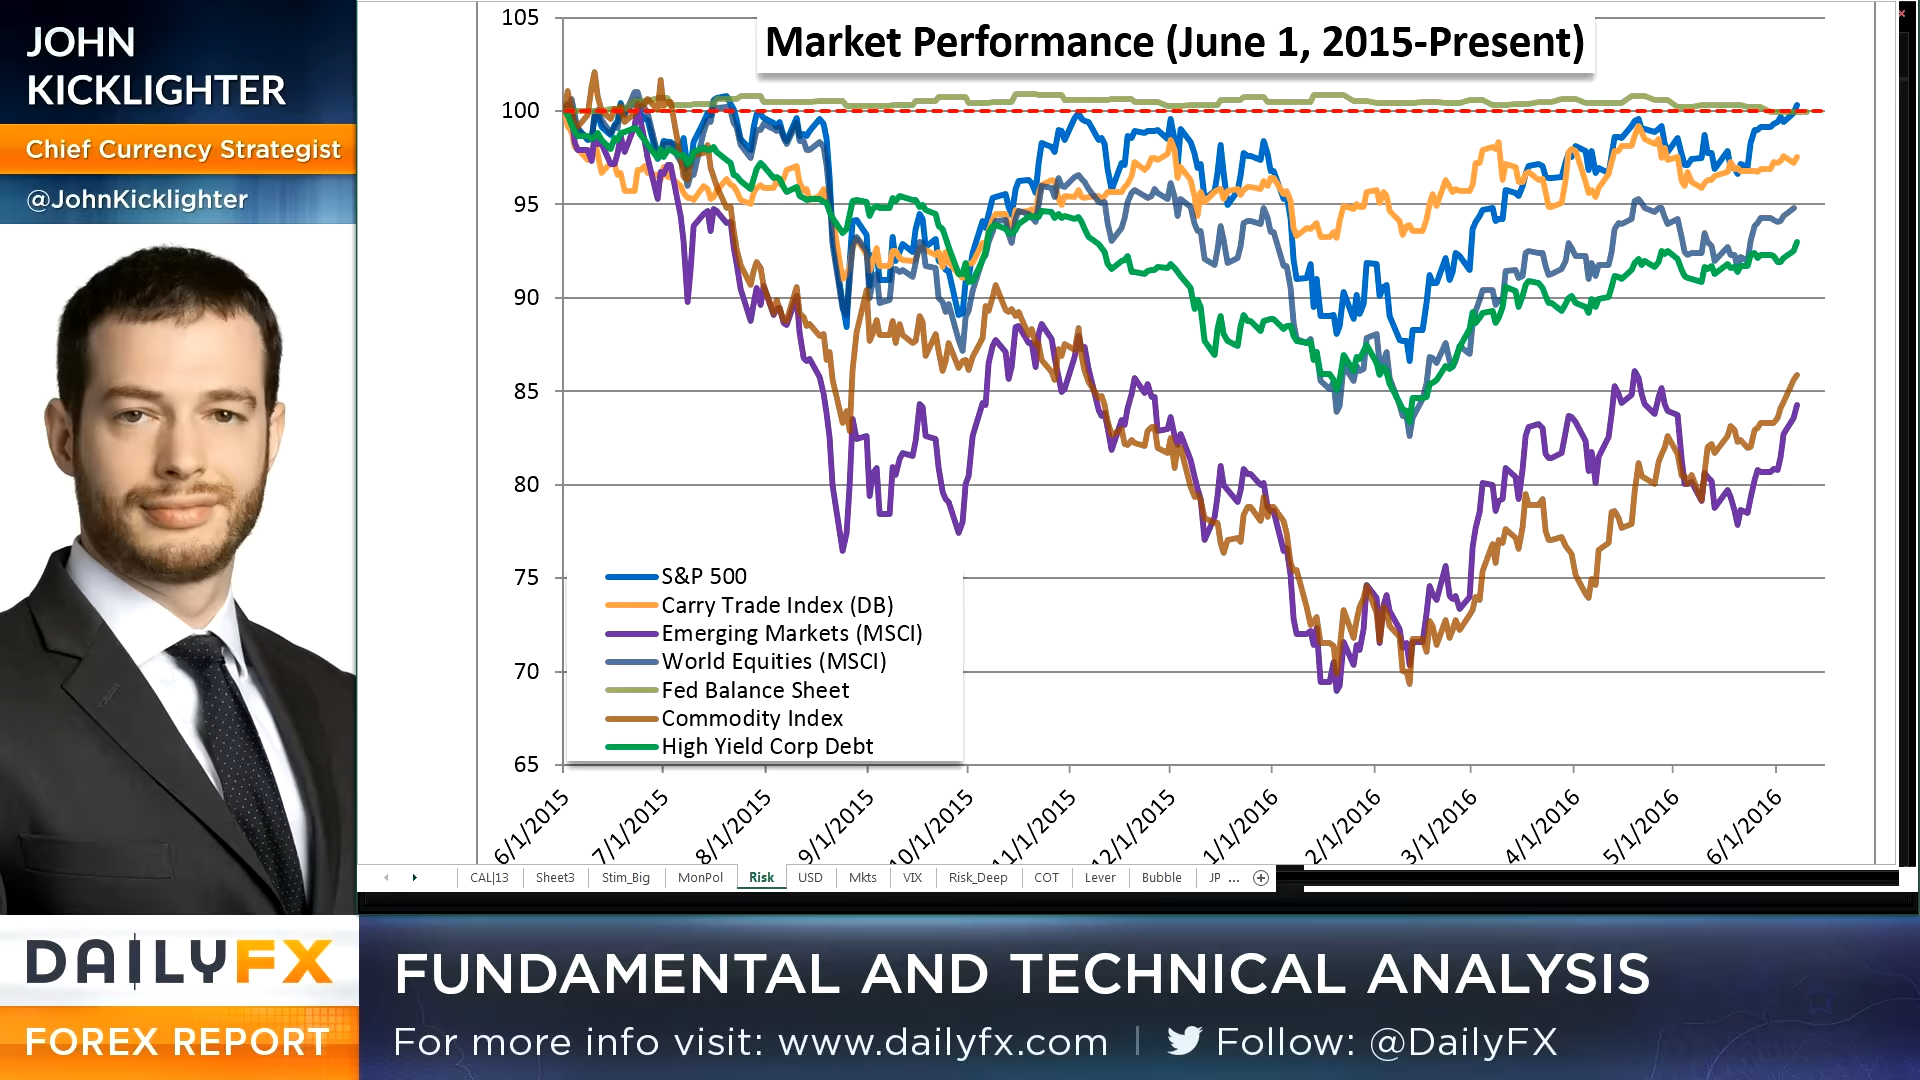 JOHN
KICKLIGHTER
Chief Currency Strategist
@JohnKicklighter
Market Performance (June 1, 2015-Present)
105
100
95
90
85
80
75
70
65
S&P 500
Carry Trade Index (DB)
Emerging Markets (MSCI)
World Equities (MSCI)
Fed Balance Sheet
Commodity Index
High Yield Corp Debt
6/1/2015 7/1/2015 8/1/2015 9/1/2015 10/1/2015 11/1/2015 12/1/2015 1/1/2016 2/1/2016 3/1/2016 4/1/2016 5/1/2016 6/1/2016
CAL|13 Sheet3 Stim_Big MonPol Risk USD Mkts VIX Risk_Deep COT Lever Bubble JP ...
DAILYFX
FOREX REPORT
FUNDAMENTAL AND TECHNICAL ANALYSIS
For more info visit: www.dailyfx.com | Follow: @DailyFX